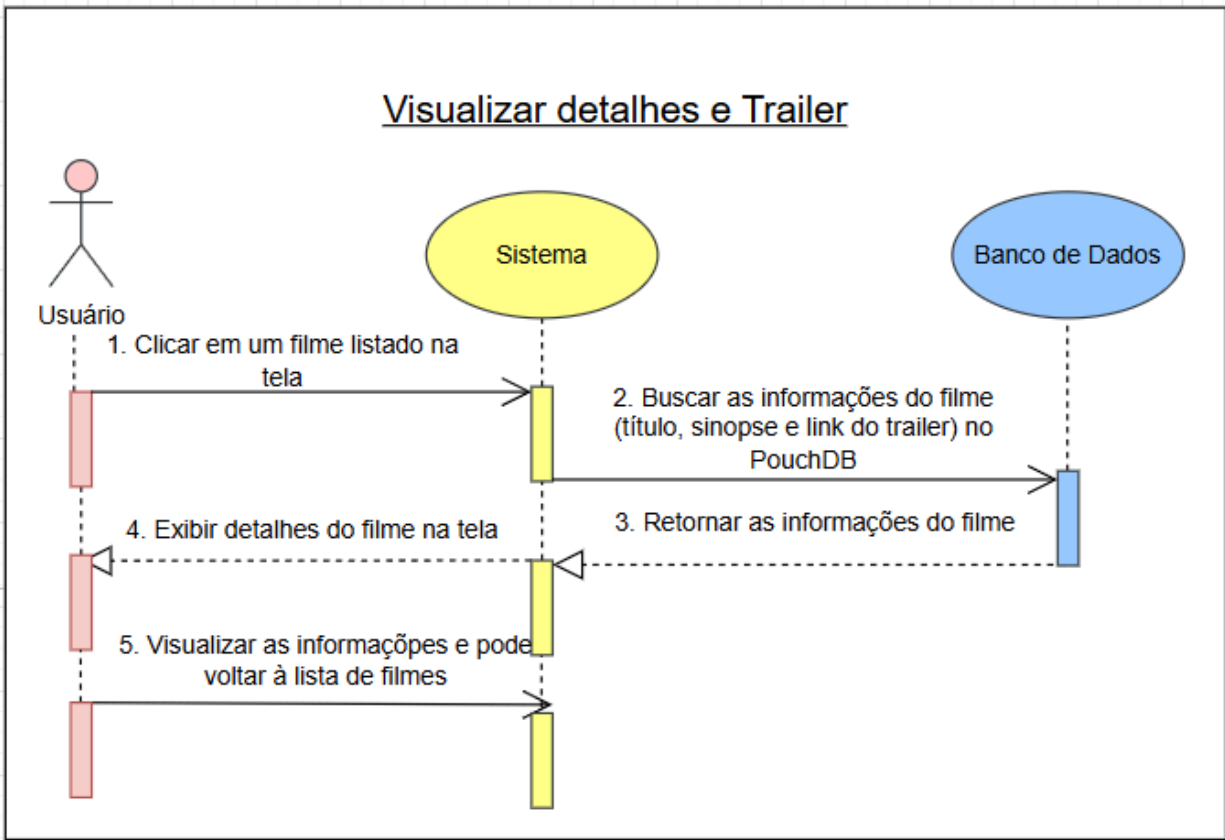 Visualizar detalhes e Trailer
Sistema
Banco de Dados
Usuário
1. Clicar em um filme listado na
tela
2. Buscar as informações do filme
(título, sinopse e link do trailer) no
PouchDB
3. Retornar as informações do filme
4. Exibir detalhes do filme na tela
5. Visualizar as informaçõpes e pode
voltar à lista de filmes